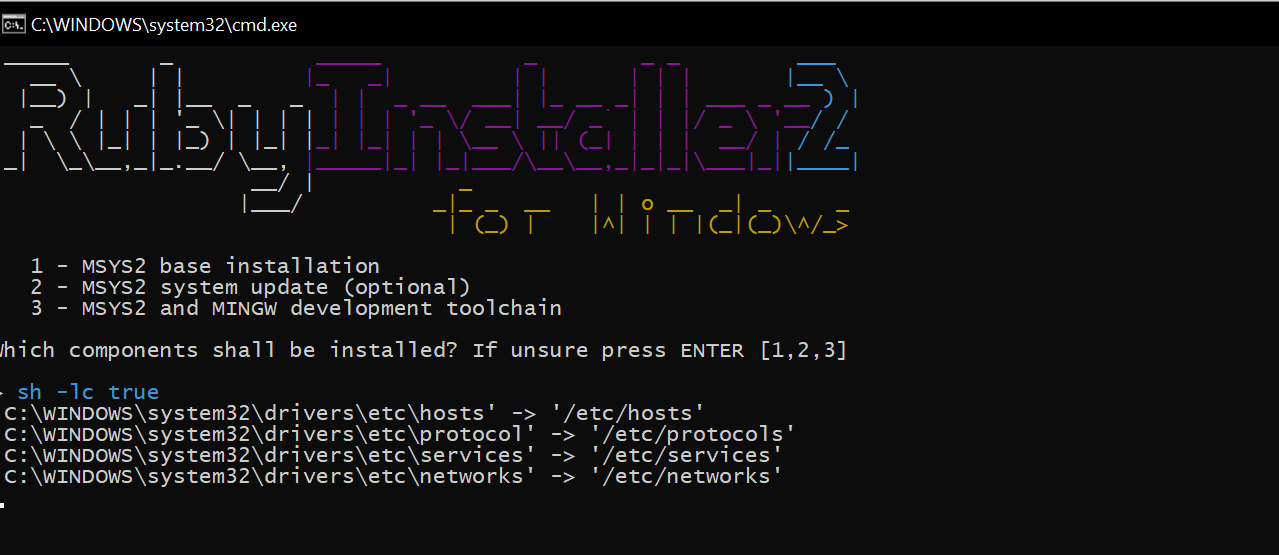 C:\WINDOWS\system32\cmd.exe
RubyInstaller2
for Windows
1 - MSYS2 base installation
2 - MSYS2 system update (optional)
3 - MSYS2 and MINGW development toolchain
Which components shall be installed? If unsure press ENTER [1,2,3]
> sh -lc true
C:\WINDOWS\system32\drivers\etc\hosts' -> '/etc/hosts'
C:\WINDOWS\system32\drivers\etc\protocol' -> '/etc/protocols'
C:\WINDOWS\system32\drivers\etc\services' -> '/etc/services'
C:\WINDOWS\system32\drivers\etc\networks' -> '/etc/networks'